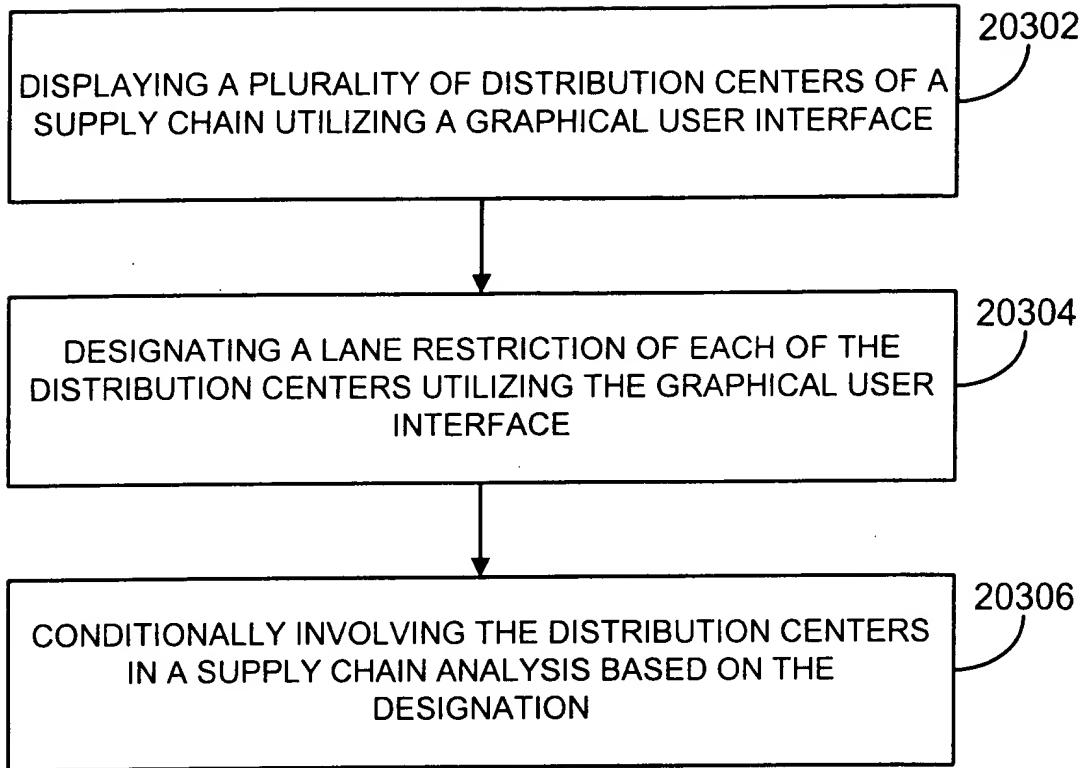 20302
DISPLAYING A PLURALITY OF DISTRIBUTION CENTERS OF A
SUPPLY CHAIN UTILIZING A GRAPHICAL USER INTERFACE
20304
DESIGNATING A LANE RESTRICTION OF EACH OF THE
DISTRIBUTION CENTERS UTILIZING THE GRAPHICAL USER
INTERFACE
20306
CONDITIONALLY INVOLVING THE DISTRIBUTION CENTERS
IN A SUPPLY CHAIN ANALYSIS BASED ON THE
DESIGNATION